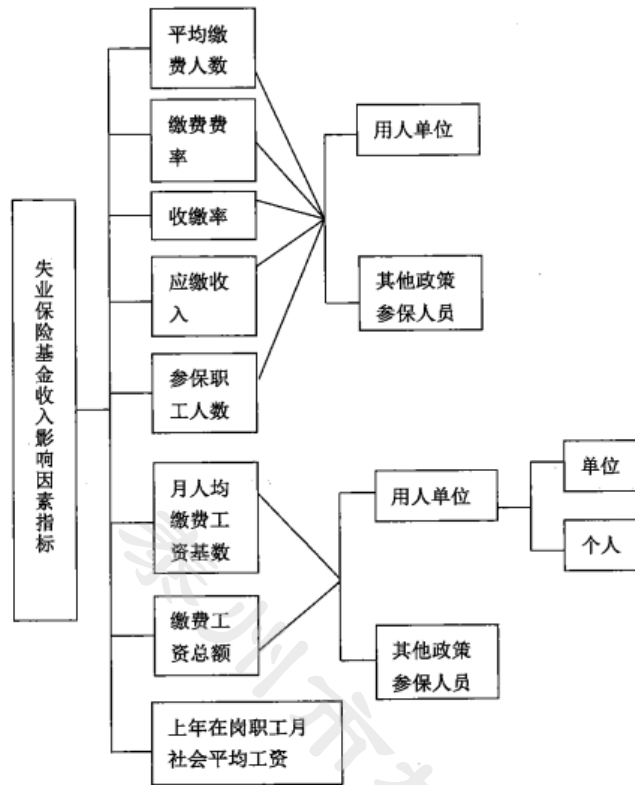 失业保险基金收入影响因素指标
平均缴
费人数
缴费费
率
收缴率
应缴收
入
参保职
工人数
用人单位
其他政策
参保人员
月人均
缴费工
资基数
缴费工
资总额
上年在岗职工月
社会平均工资
用人单位
单位
个人
其他政策
参保人员
泰州市